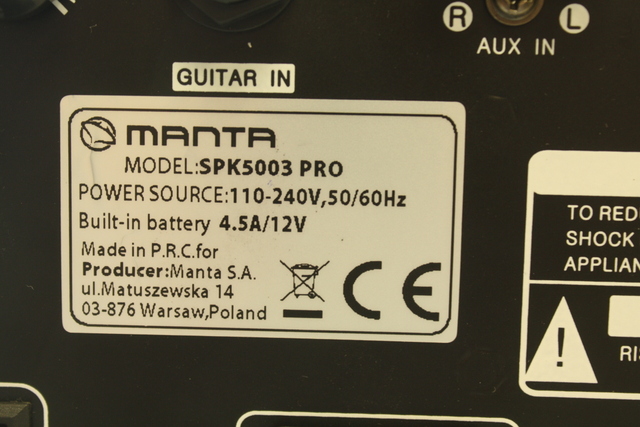 R L
AUX IN
GUITAR IN
MANTA
MODEL:SPK5003 PRO
POWER SOURCE:110-240V,50/60Hz
Built-in battery 4.5A/12V
Made in P.R.C.for
Producer:Manta S.A.
ul.Matuszewska 14
03-876 Warsaw,Poland
CE
TO RED
SHOCK
APPLIAN
!
RI